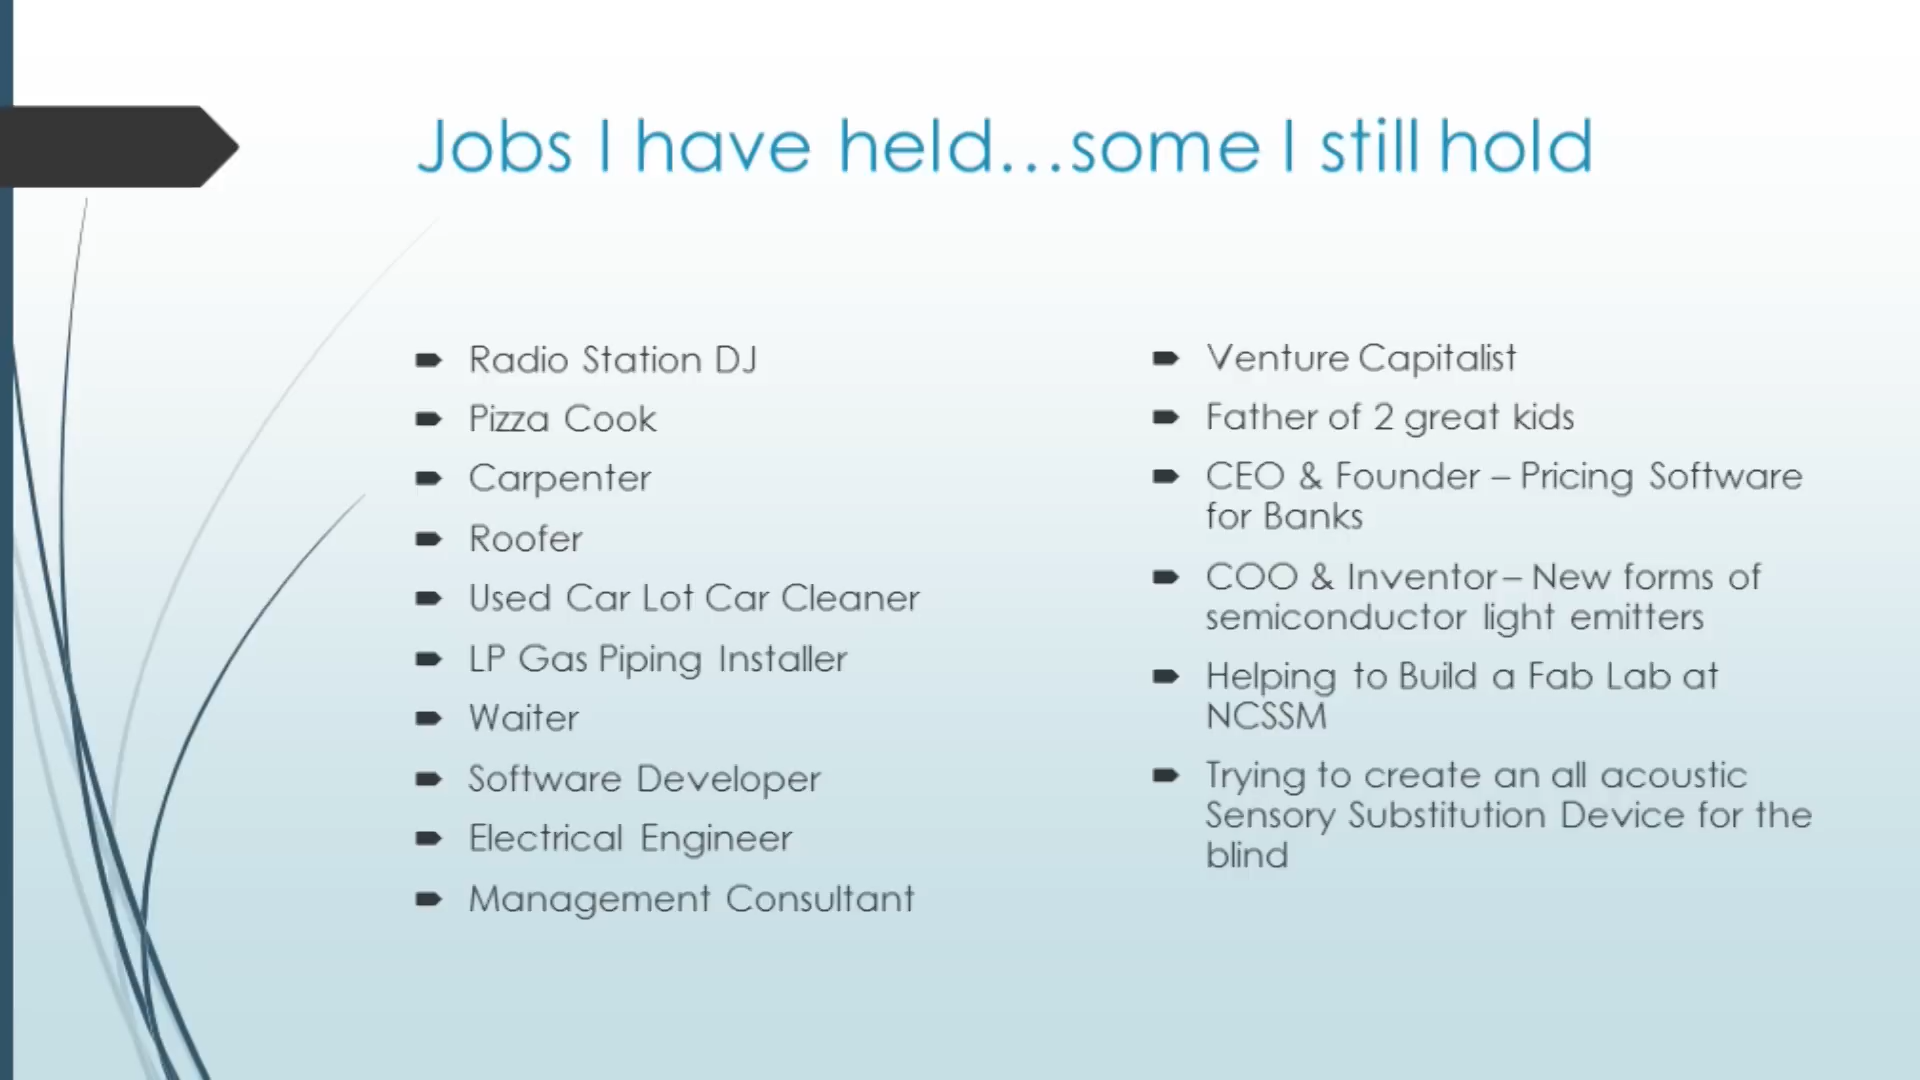 Jobs I have held...some I still hold
Radio Station DJ
Pizza Cook
Carpenter
Roofer
Used Car Lot Car Cleaner
LP Gas Piping Installer
Waiter
Software Developer
Electrical Engineer
Management Consultant
Venture Capitalist
Father of 2 great kids
CEO & Founder – Pricing Software
for Banks
COO & Inventor – New forms of
semiconductor light emitters
Helping to Build a Fab Lab at
NCSSM
Trying to create an all acoustic
Sensory Substitution Device for the
blind